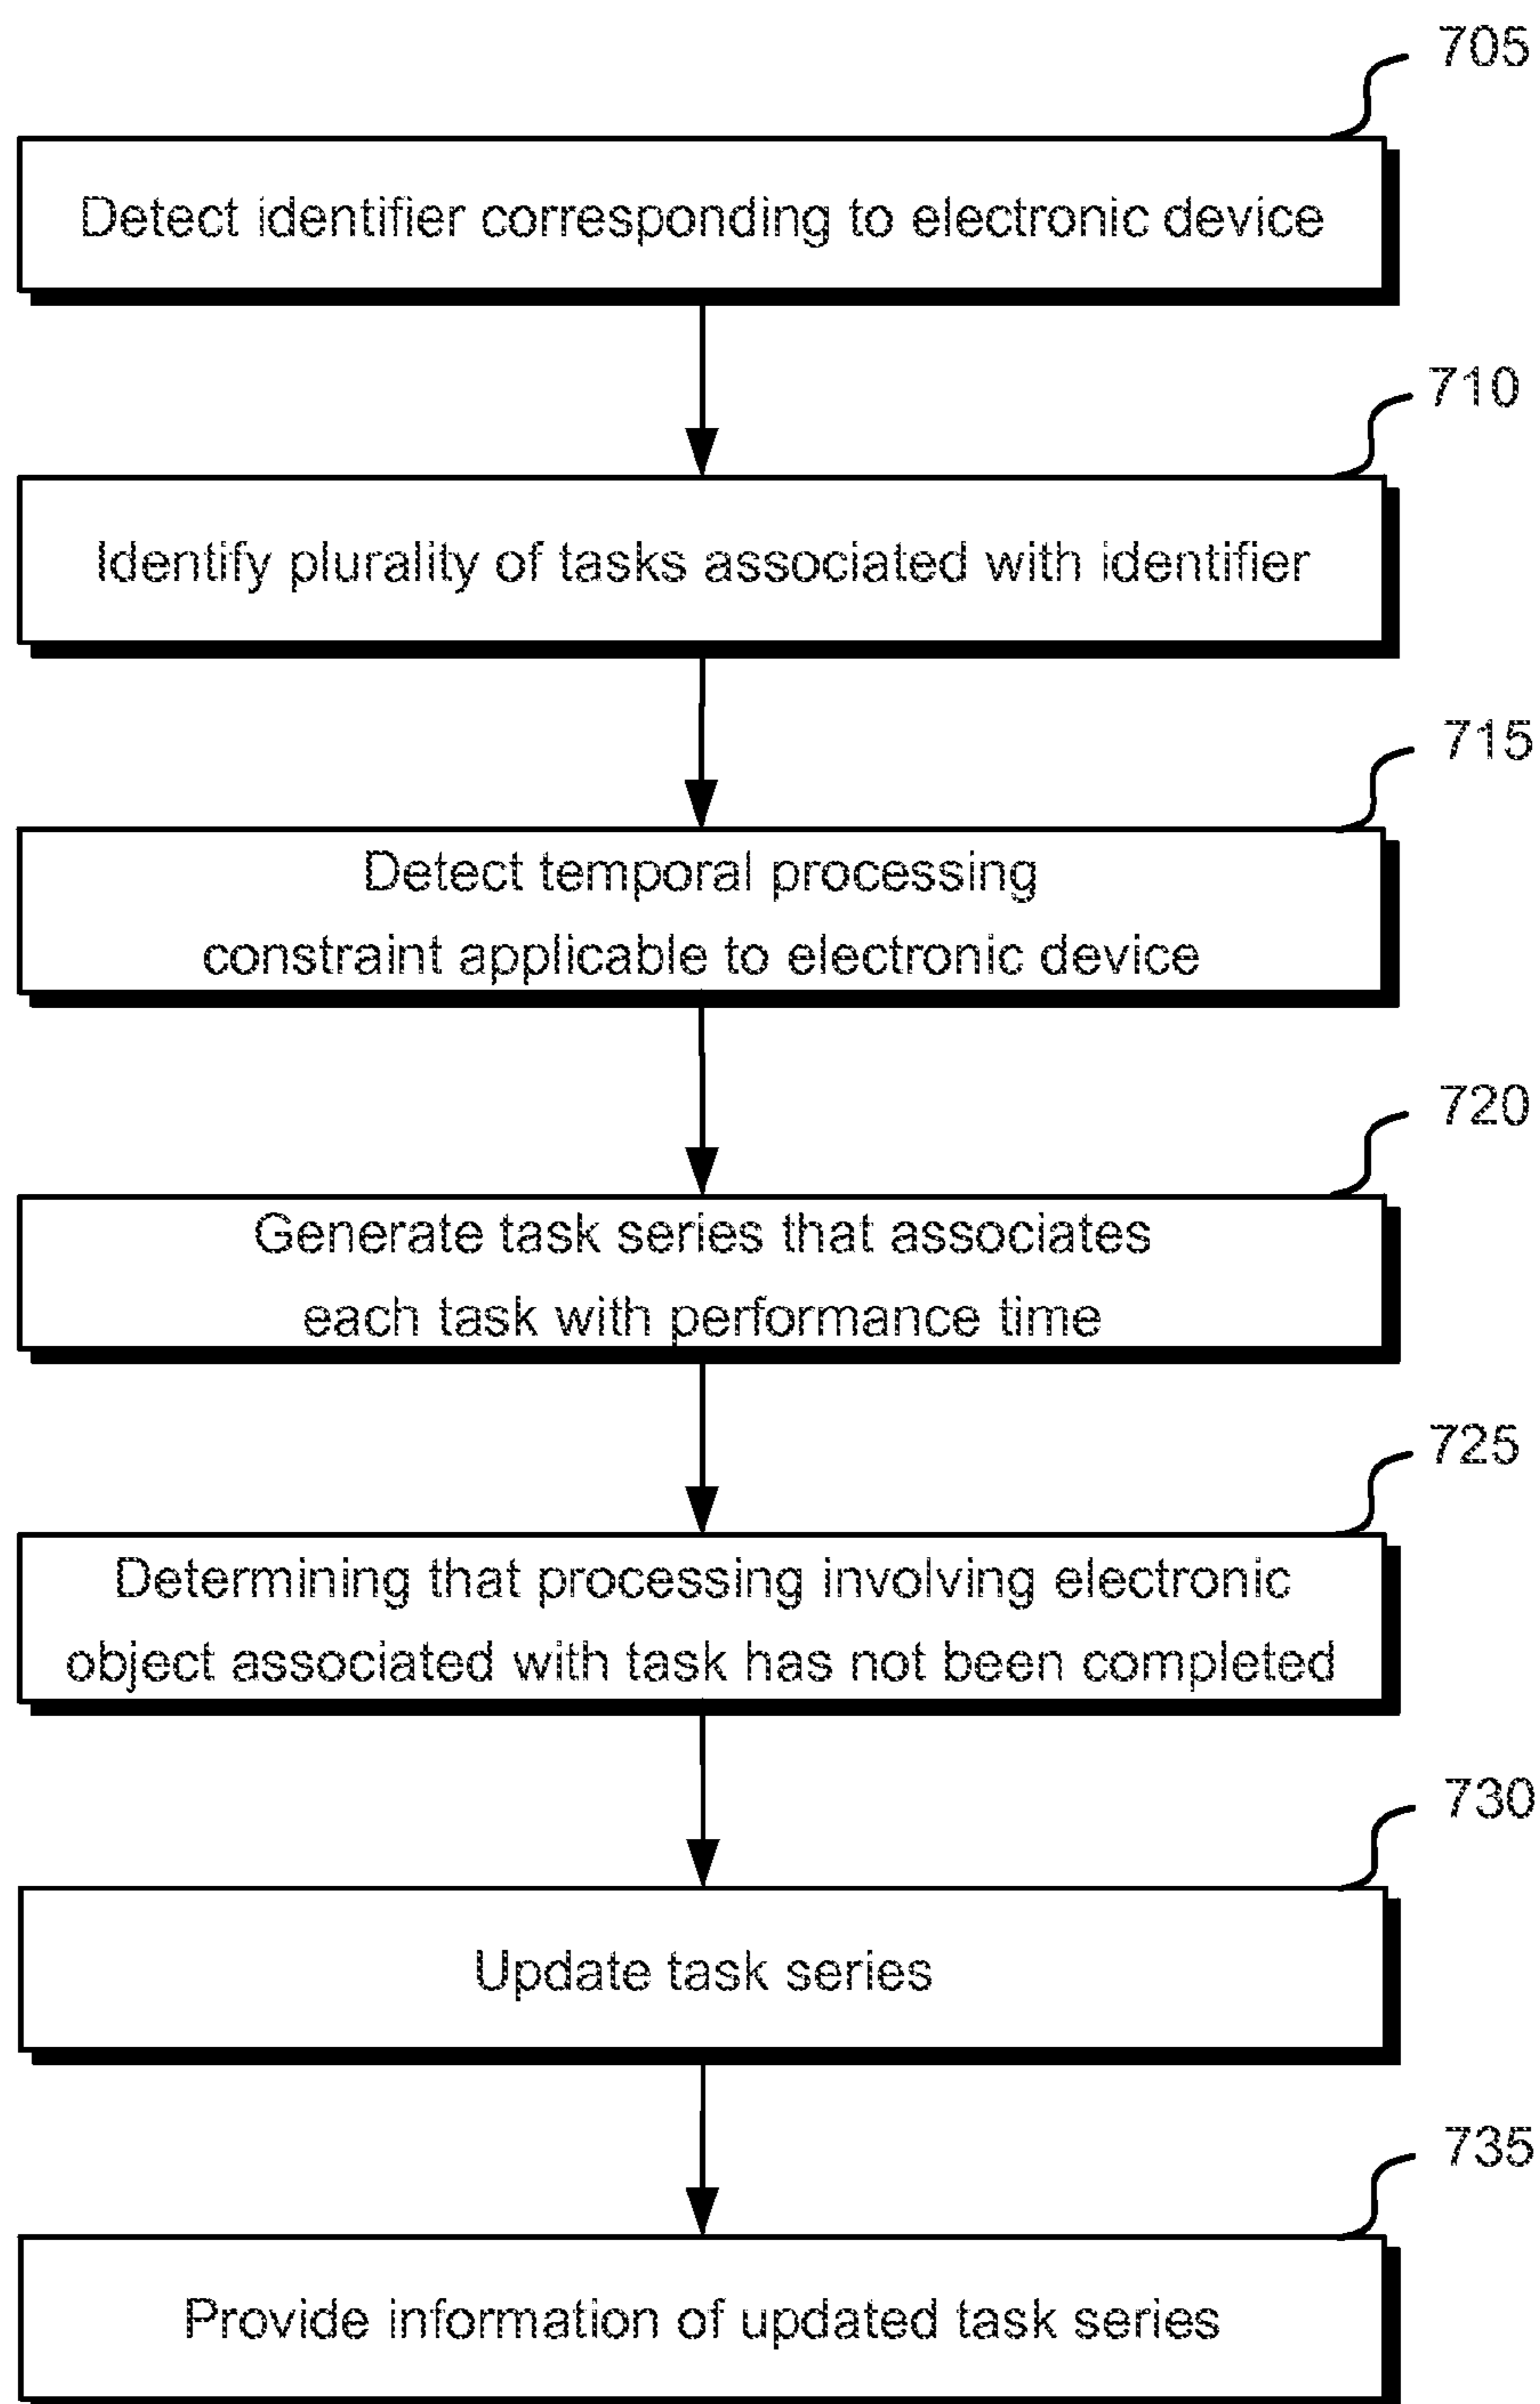 705
Detect identifier corresponding to electronic device
710
Identify plurality of tasks associated with identifier
715
Detect temporal processing
constraint applicable to electronic device
720
Generate task series that associates
each task with performance time
725
Determining that processing involving electronic
object associated with task has not been completed
730
Update task series
735
Provide information of updated task series